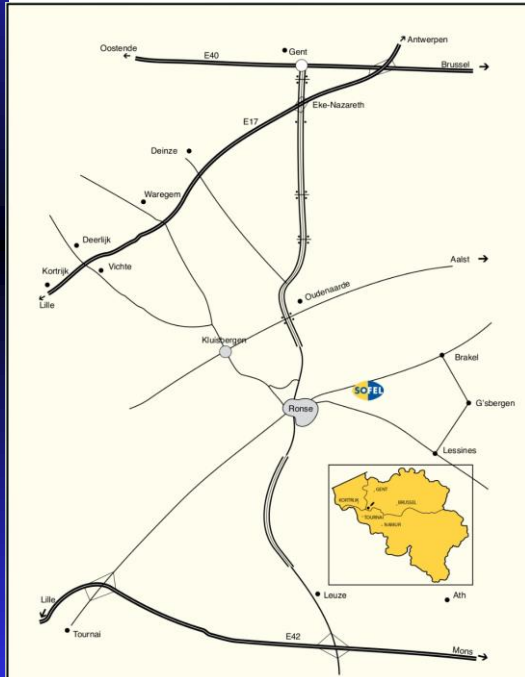 Antwerpen
Oostende
E40
Gent
Brussel
Eke-Nazareth
E17
Deinze
Waregem
Deerlijk
Vichte
Kortrijk
Lille
Aalst
Oudenaarde
Kluisbergen
Brakel
SOFEL
G'sbergen
Ronse
Lessines
GENT
KORTRIJK
BRUSSEL
TOURNAI
NAMUR
Lille
Leuze
Ath
Tournai
E42
Mons